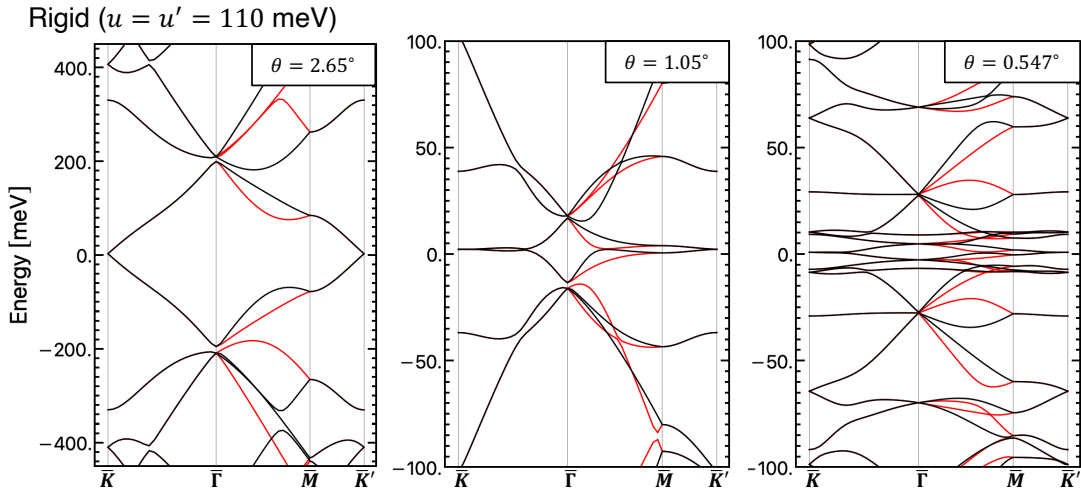 Rigid (𝑢 = 𝑢′ = 110 meV)
θ = 2.65°
θ = 1.05°
θ = 0.547°
Energy [meV]
400.
200.
0.
−200.
−400.
100.
50.
0
−50.
−100.
100.
50.
0
−50.
−100.
K̅ Γ̅ M̅ K̅′
K̅ Γ̅ M̅ K̅′
K̅ Γ̅ M̅ K̅′